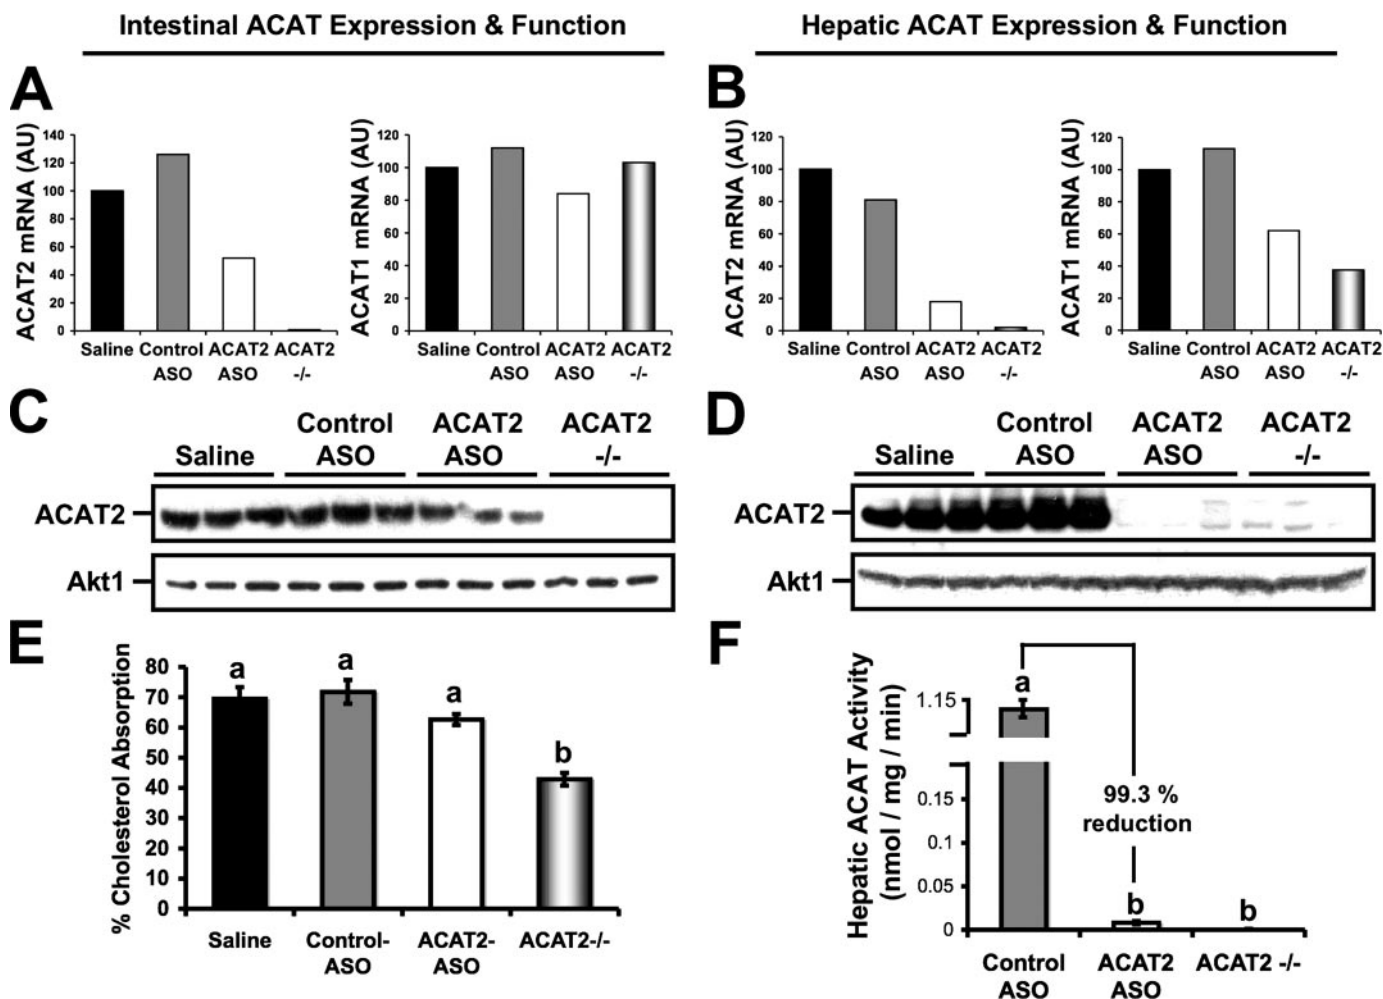 Intestinal ACAT Expression & Function
Hepatic ACAT Expression & Function
A
ACAT2 mRNA (AU)
140
120
100
80
60
40
20
0
Saline Control ACAT2 ACAT2
ASO ASO -/-
ACAT1 mRNA (AU)
120
100
80
60
40
20
0
Saline Control ACAT2 ACAT2
ASO ASO -/-
B
ACAT2 mRNA (AU)
120
100
80
60
40
20
0
Saline Control ACAT2 ACAT2
ASO ASO -/-
ACAT1 mRNA (AU)
120
100
80
60
40
20
0
Saline Control ACAT2 ACAT2
ASO ASO -/-
C
Control ACAT2 ACAT2
Saline ASO ASO -/-
ACAT2
Akt1
D
Control ACAT2 ACAT2
Saline ASO ASO -/-
ACAT2
Akt1
E
% Cholesterol Absorption
80
70
60
50
40
30
20
10
0
a
a
a
b
Saline Control- ACAT2- ACAT2-/-
ASO ASO
F
Hepatic ACAT Activity
(nmol / mg / min)
1.15
0.15
0.1
0.05
0
a
99.3 %
reduction
b
b
Control ACAT2 ACAT2 -/-
ASO ASO